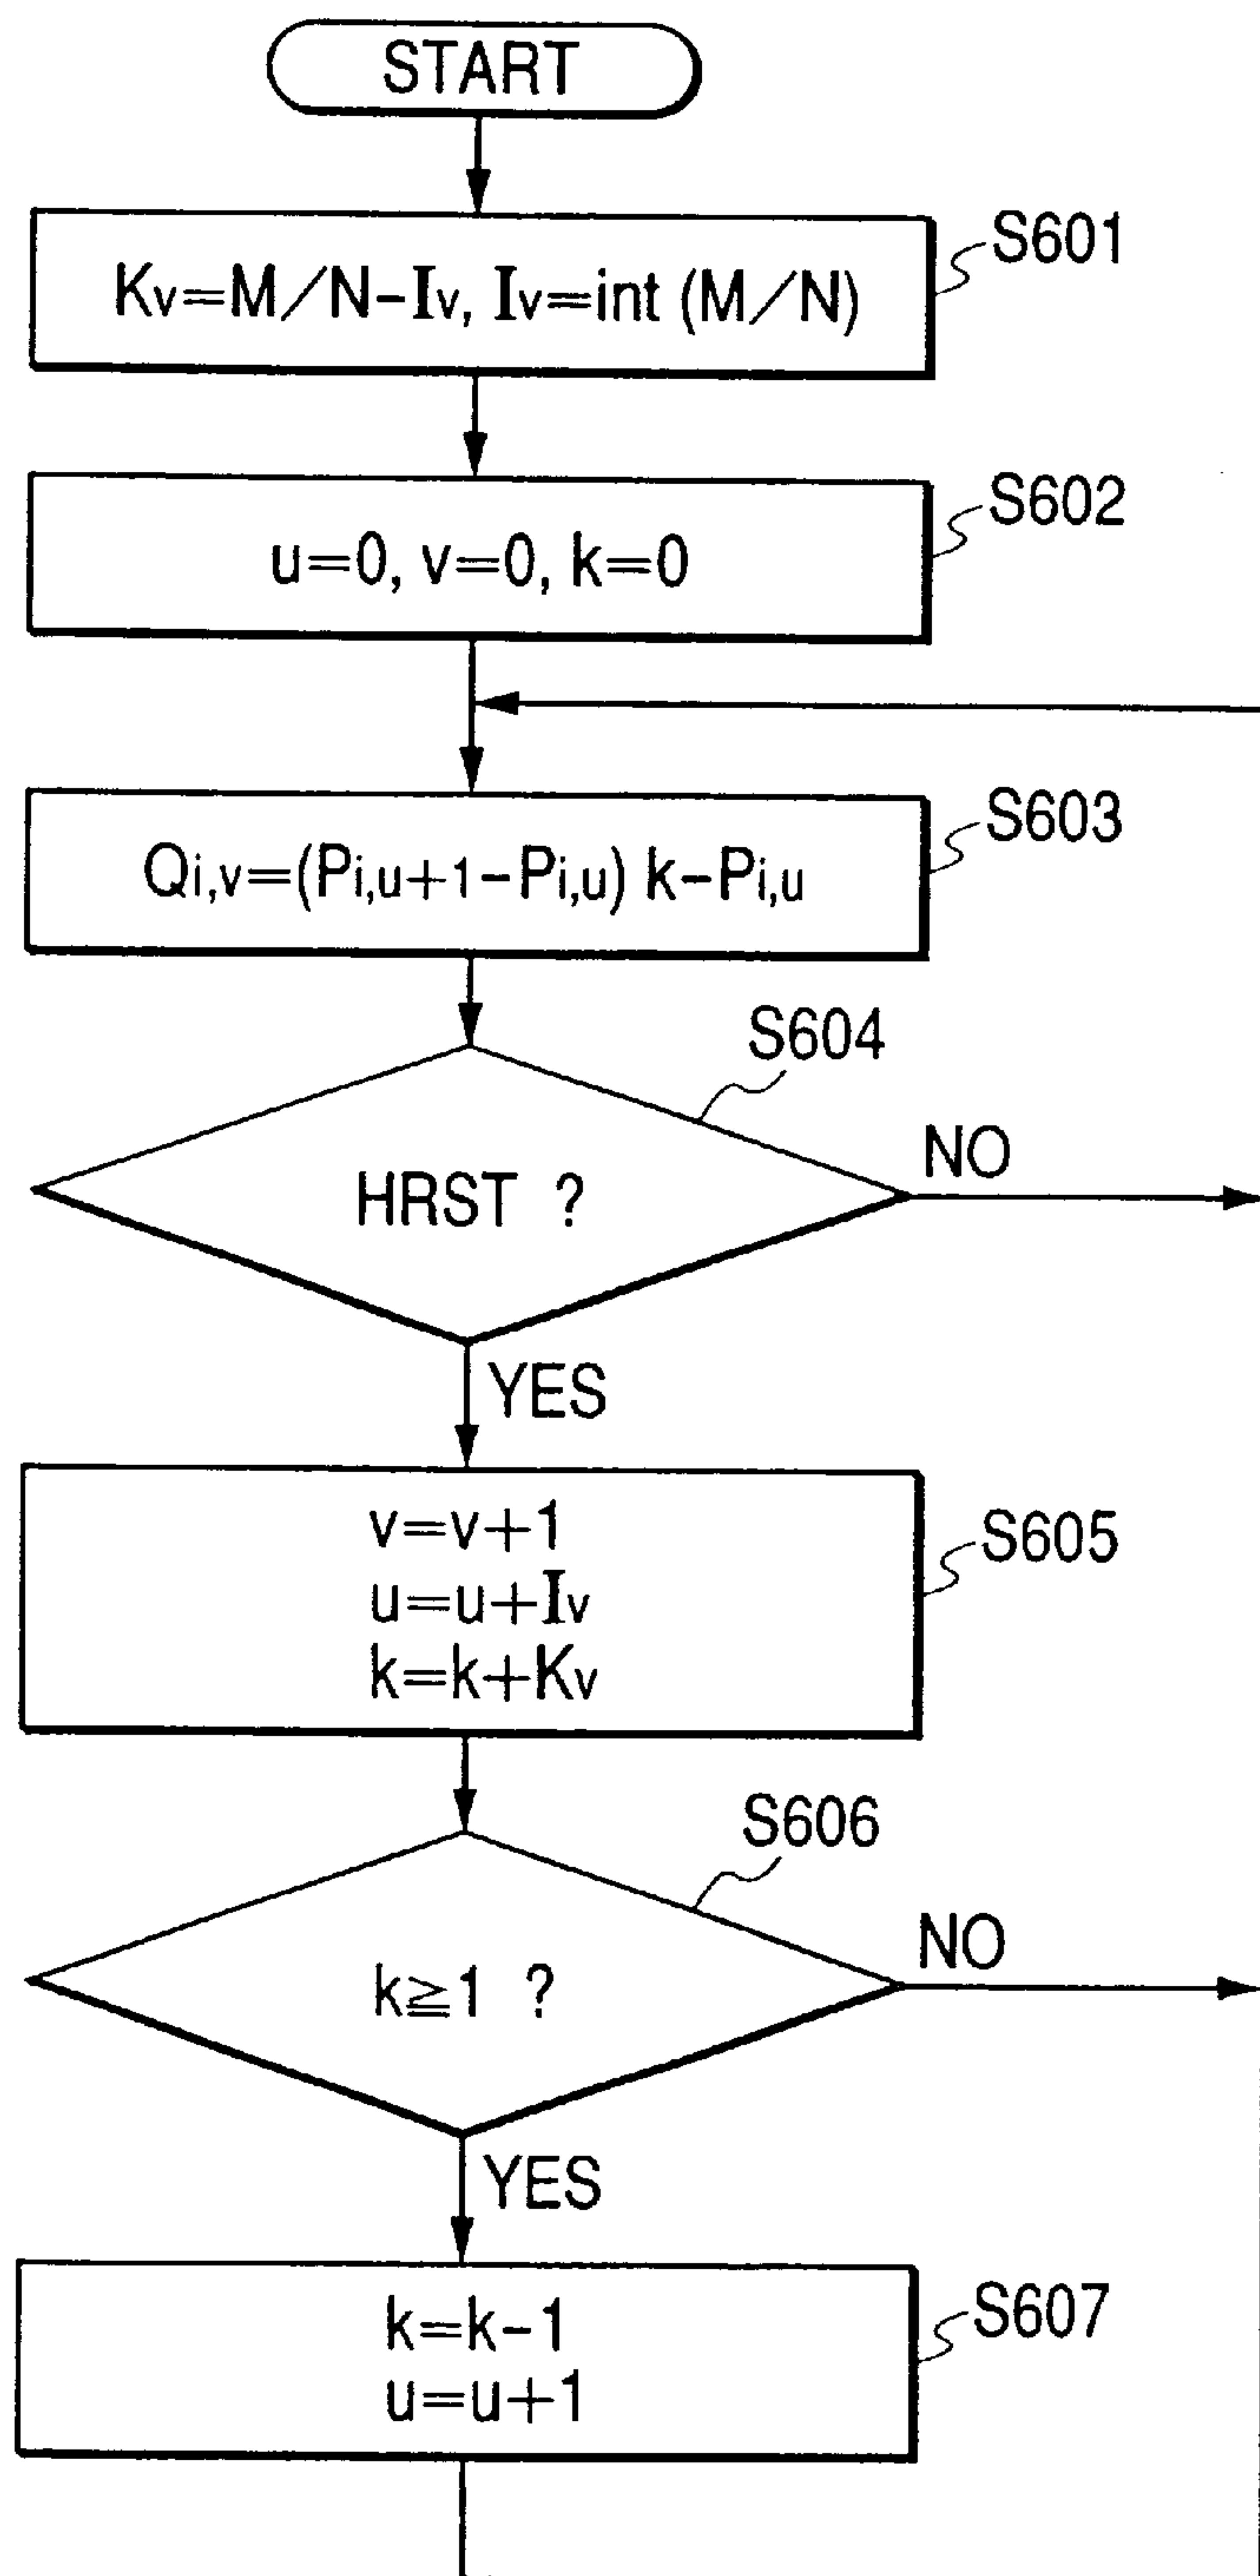 START
S601
Kv=M/N-Iv, Iv=int (M/N)
S602
u=0, v=0, k=0
S603
Qi,v=(Pi,u+1-Pi,u) k-Pi,u
S604
NO
HRST ?
YES
S605
v=v+1
u=u+Iv
k=k+Kv
S606
NO
k≧1 ?
YES
S607
k=k-1
u=u+1